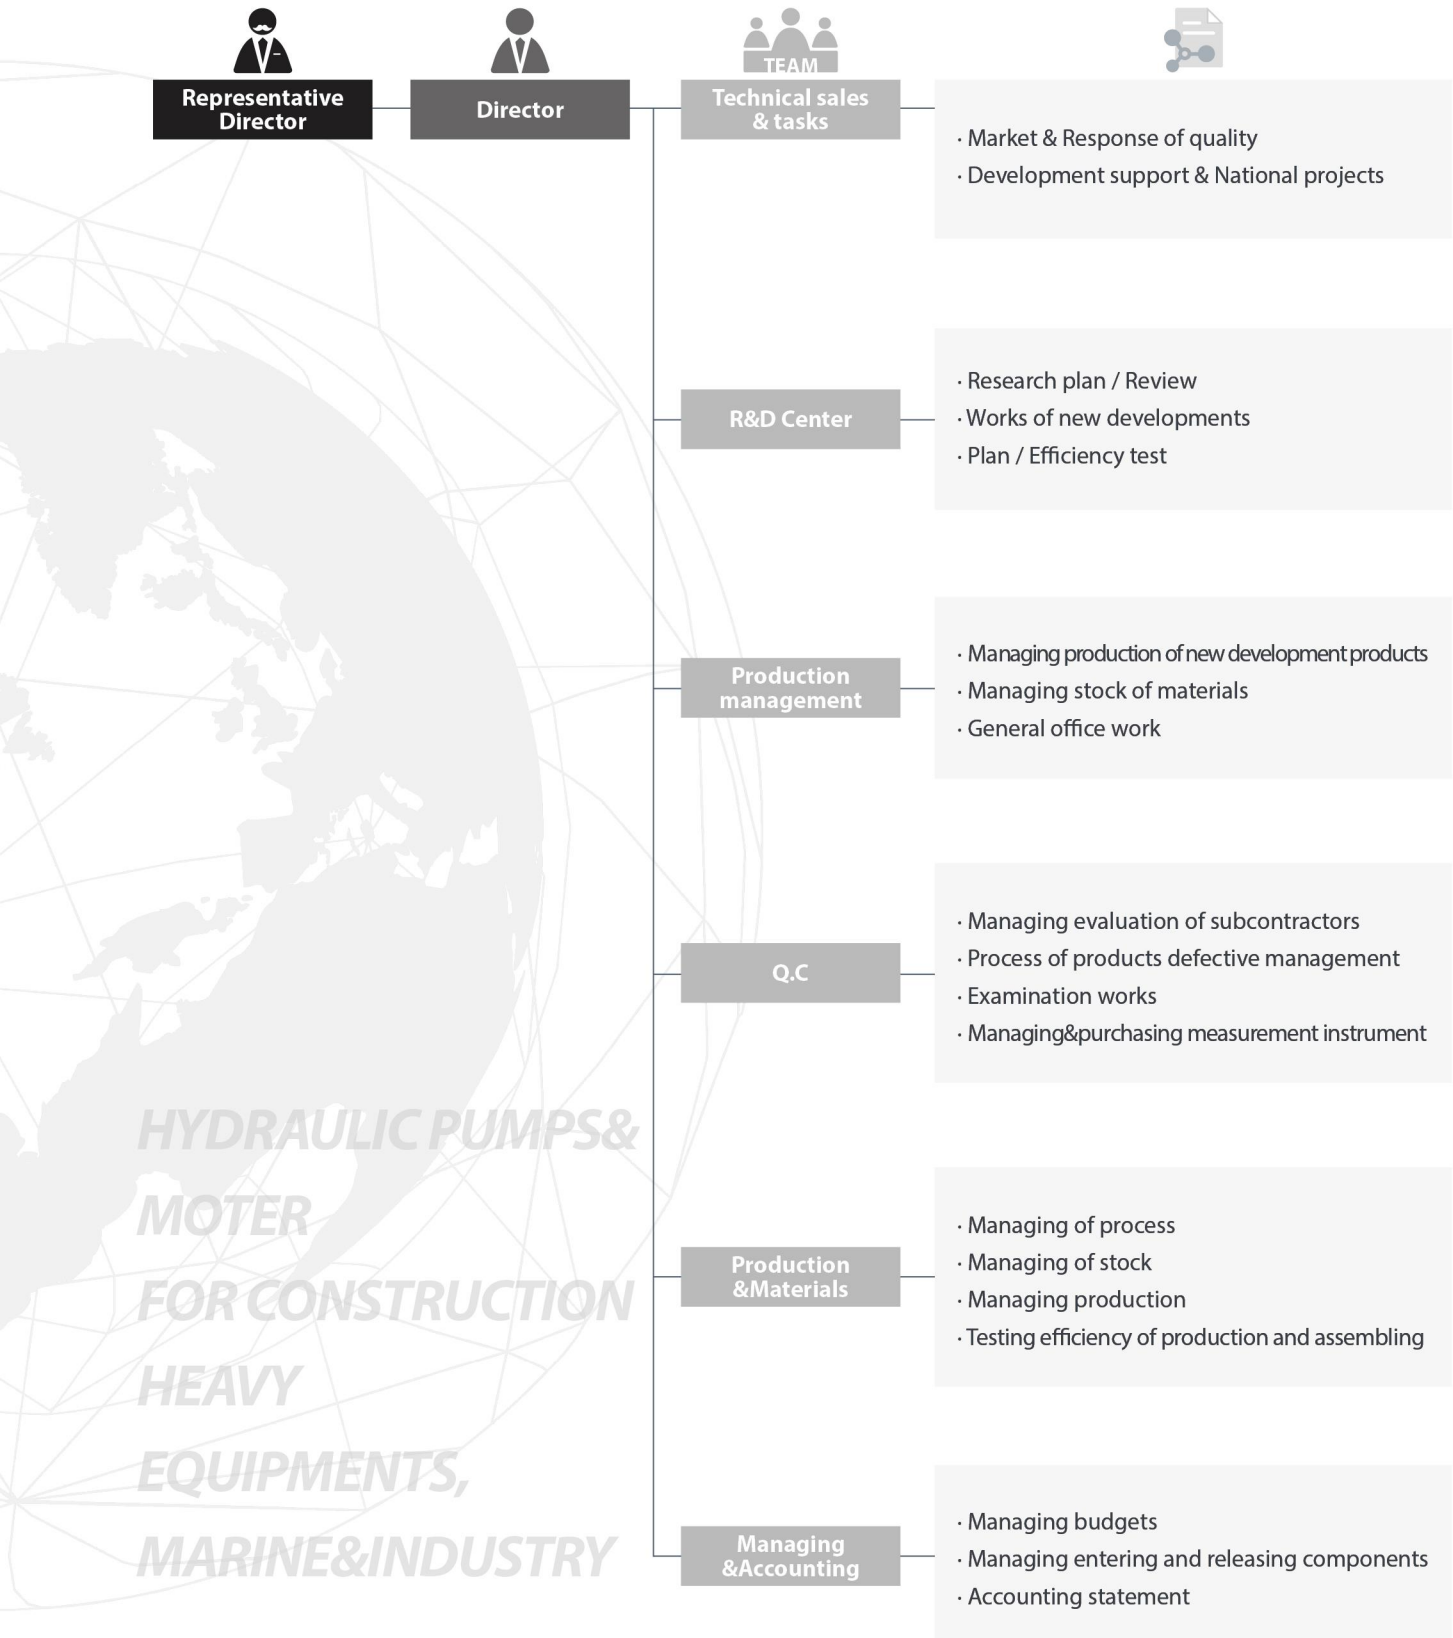 TEAM
Representative
Director
Director
Technical sales
& tasks
· Market & Response of quality
· Development support & National projects
R&D Center
· Research plan / Review
· Works of new developments
· Plan / Efficiency test
Production
management
· Managing production of new development products
· Managing stock of materials
· General office work
Q.C
· Managing evaluation of subcontractors
· Process of products defective management
· Examination works
· Managing&purchasing measurement instrument
Production
&Materials
· Managing of process
· Managing of stock
· Managing production
· Testing efficiency of production and assembling
Managing
&Accounting
· Managing budgets
· Managing entering and releasing components
· Accounting statement
HYDRAULIC PUMPS&
MOTER
FOR CONSTRUCTION
HEAVY
EQUIPMENTS,
MARINE&INDUSTRY